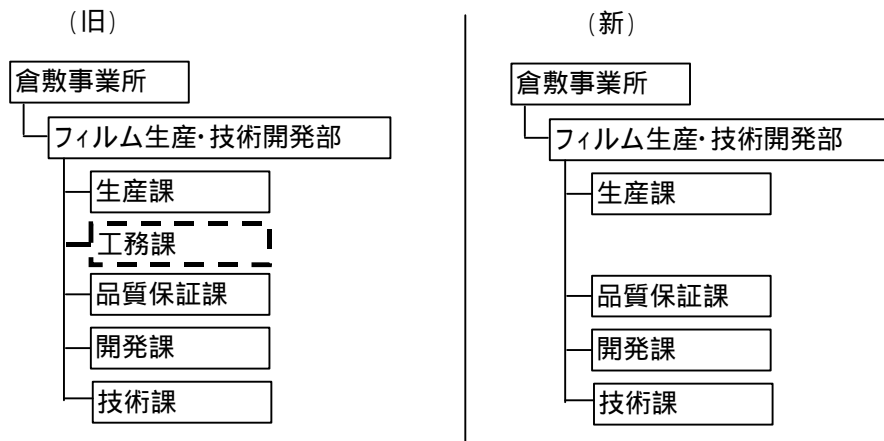 (旧)
倉敷事業所
フィルム生産・技術開発部
生産課
工務課
品質保証課
開発課
技術課
(新)
倉敷事業所
フィルム生産・技術開発部
生産課
品質保証課
開発課
技術課